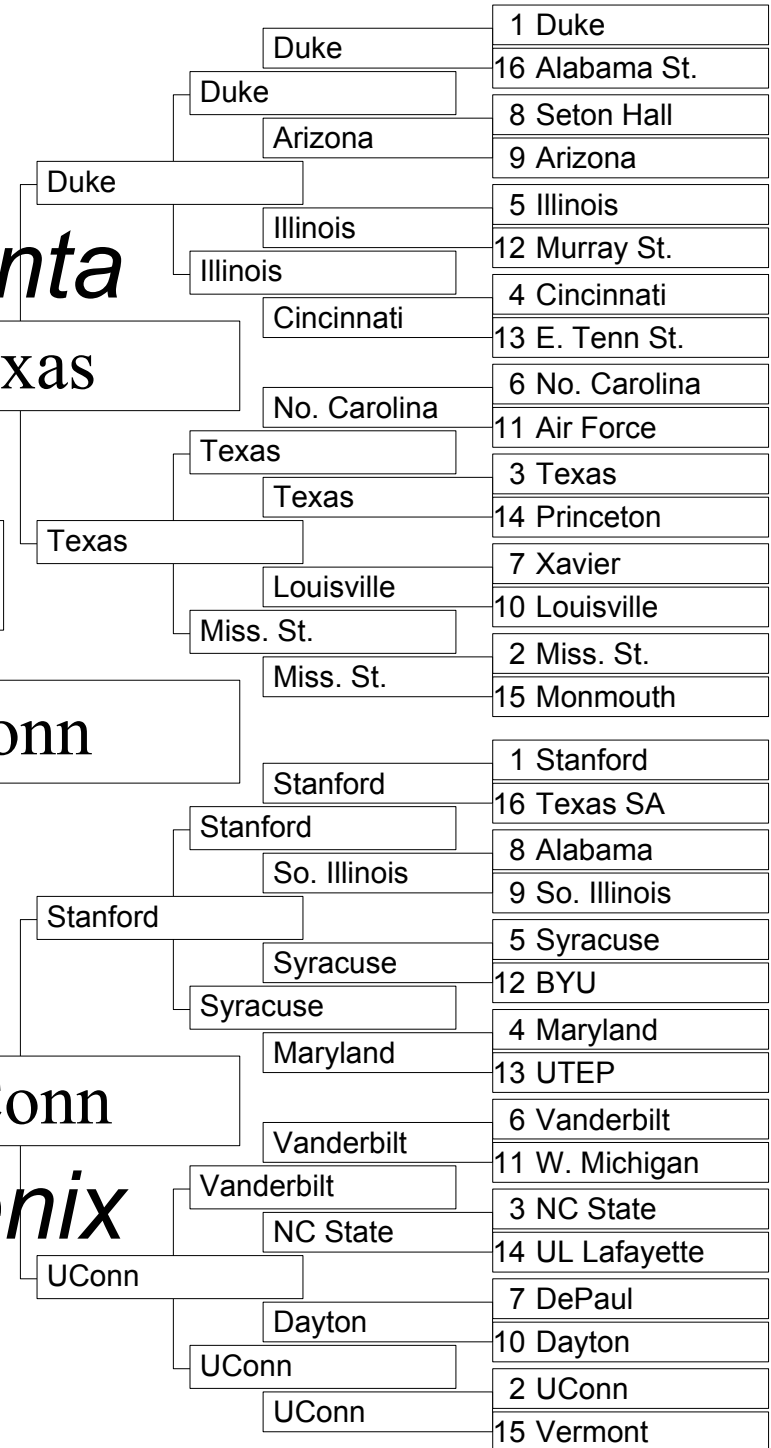 1 Duke
Duke
16 Alabama St.
Duke
8 Seton Hall
Arizona
9 Arizona
Duke
5 Illinois
Illinois
12 Murray St.
nta
Illinois
4 Cincinnati
Cincinnati
13 E. Tenn St.
xas
6 No. Carolina
No. Carolina
11 Air Force
Texas
3 Texas
Texas
14 Princeton
Texas
7 Xavier
Louisville
10 Louisville
Miss. St.
2 Miss. St.
Miss. St.
15 Monmouth
onn
1 Stanford
Stanford
16 Texas SA
Stanford
8 Alabama
So. Illinois
9 So. Illinois
Stanford
5 Syracuse
Syracuse
12 BYU
Syracuse
4 Maryland
Maryland
13 UTEP
onn
6 Vanderbilt
Vanderbilt
11 W. Michigan
Vanderbilt
nix
3 NC State
NC State
14 UL Lafayette
UConn
7 DePaul
Dayton
10 Dayton
UConn
2 UConn
UConn
15 Vermont